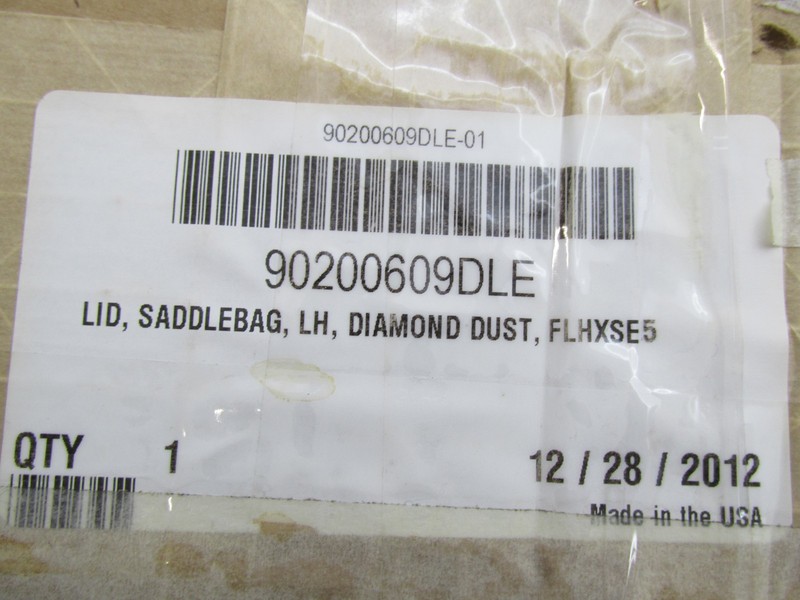 90200609DLE-01
90200609DLE
LID, SADDLEBAG, LH, DIAMOND DUST, FLHXSE5
QTY 1 12 / 28 / 2012
Made in the USA